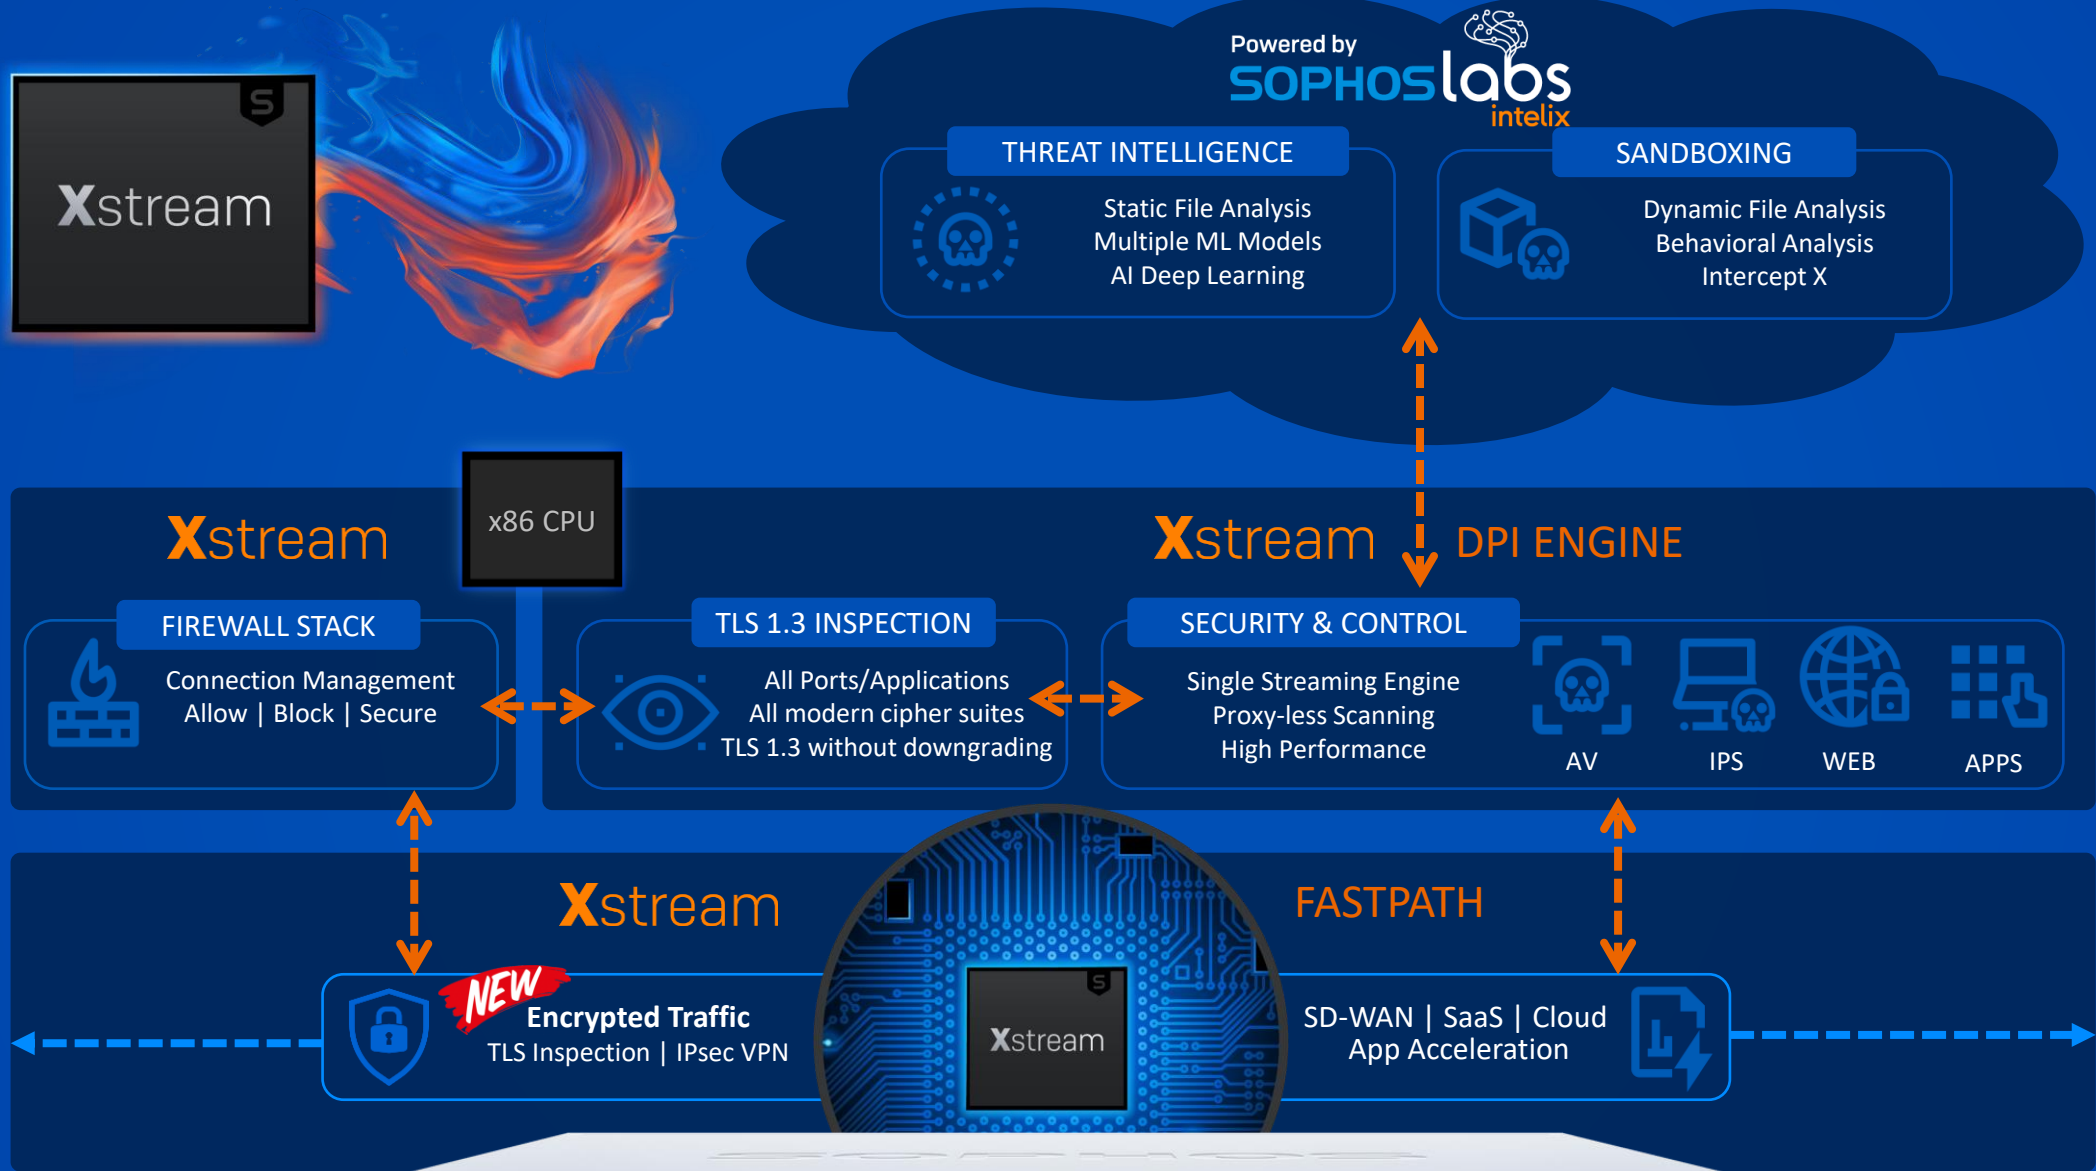 S
Xstream
Powered by
SOPHOSlabs
intelix
THREAT INTELLIGENCE
Static File Analysis
Multiple ML Models
AI Deep Learning
SANDBOXING
Dynamic File Analysis
Behavioral Analysis
Intercept X
x86 CPU
Xstream
FIREWALL STACK
Connection Management
Allow | Block | Secure
Xstream DPI ENGINE
TLS 1.3 INSPECTION
All Ports/Applications
All modern cipher suites
TLS 1.3 without downgrading
SECURITY & CONTROL
Single Streaming Engine
Proxy-less Scanning
High Performance
AV
IPS
WEB
APPS
Xstream FASTPATH
NEW
Encrypted Traffic
TLS Inspection | IPsec VPN
S
Xstream
SD-WAN | SaaS | Cloud
App Acceleration